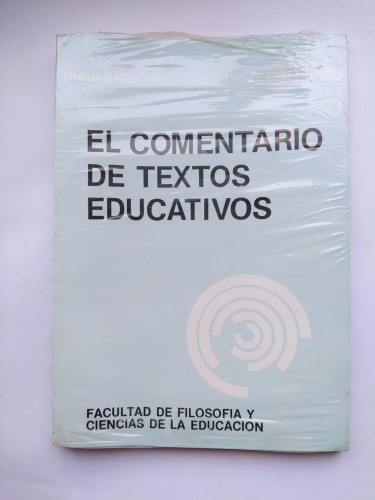 EL COMENTARIO
DE TEXTOS
EDUCATIVOS
FACULTAD DE FILOSOFIA Y
CIENCIAS DE LA EDUCACION